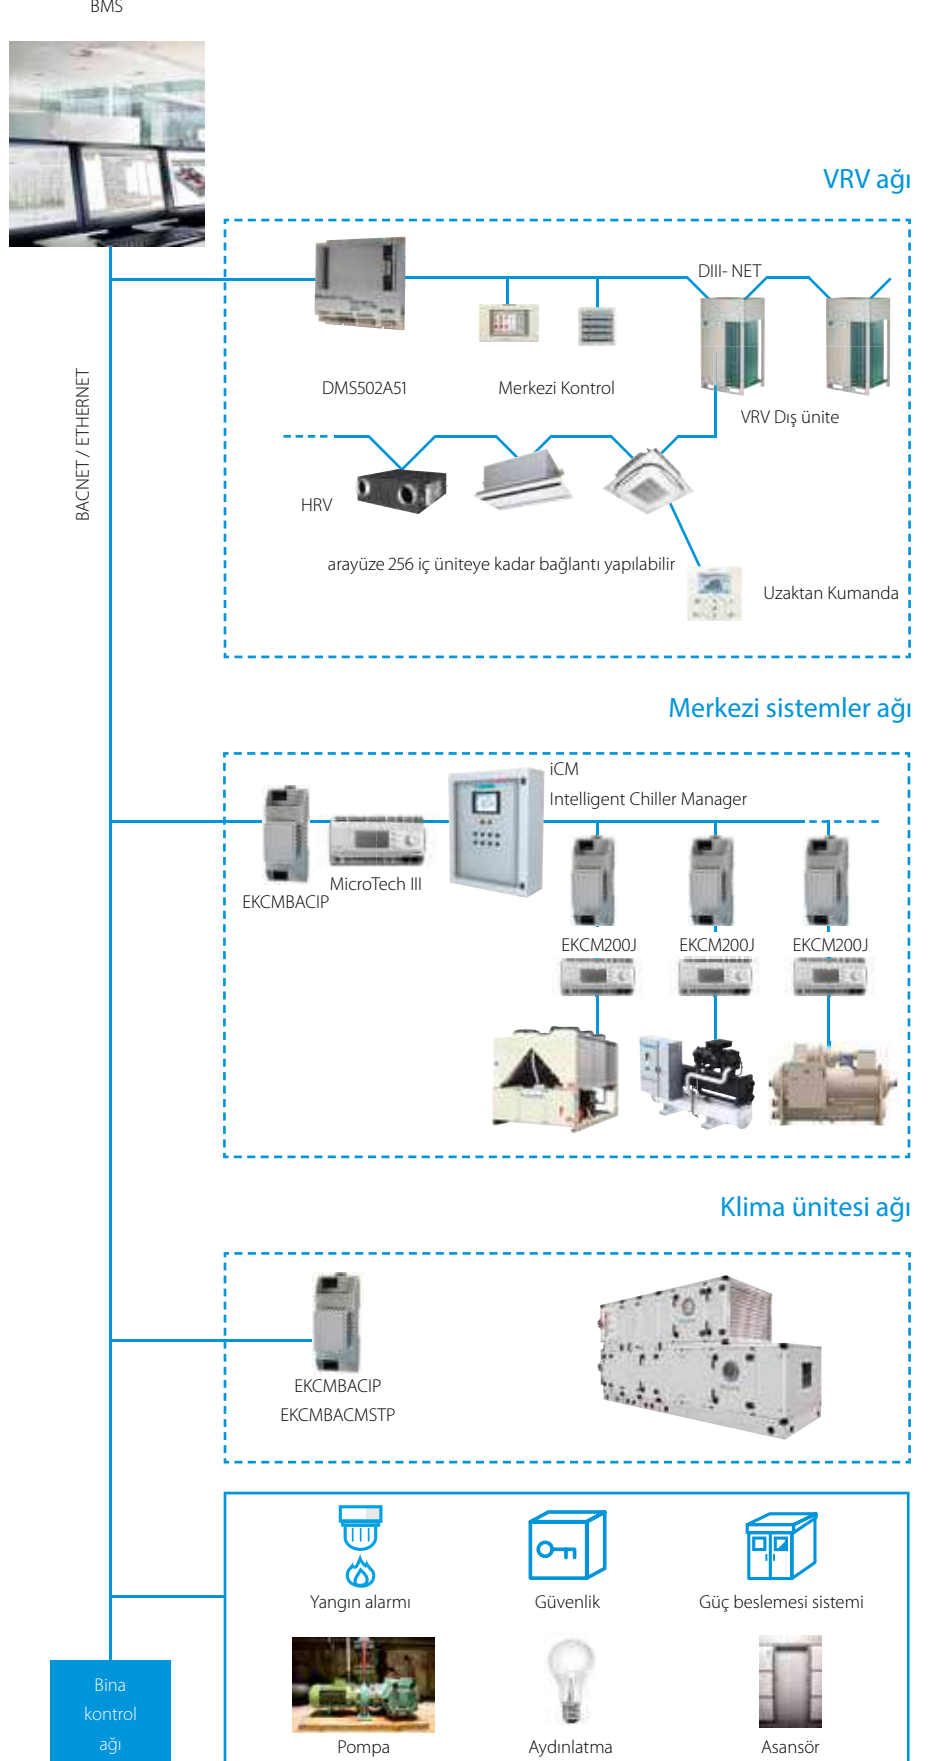 BMS
VRV ağı
DIII- NET
DMS502A51
Merkezi Kontrol
VRV Dış ünite
BACNET / ETHERNET
HRV
arayüze 256 iç üniteye kadar bağlantı yapılabilir
Uzaktan Kumanda
Merkezi sistemler ağı
iCM
Intelligent Chiller Manager
MicroTech III
EKCMBACIP
EKCM200J
EKCM200J
EKCM200J
Klima ünitesi ağı
EKCMBACIP
EKCMBACMSTP
Yangın alarmı
Güvenlik
Güç beslemesi sistemi
Bina
kontrol
ağı
Pompa
Aydınlatma
Asansör